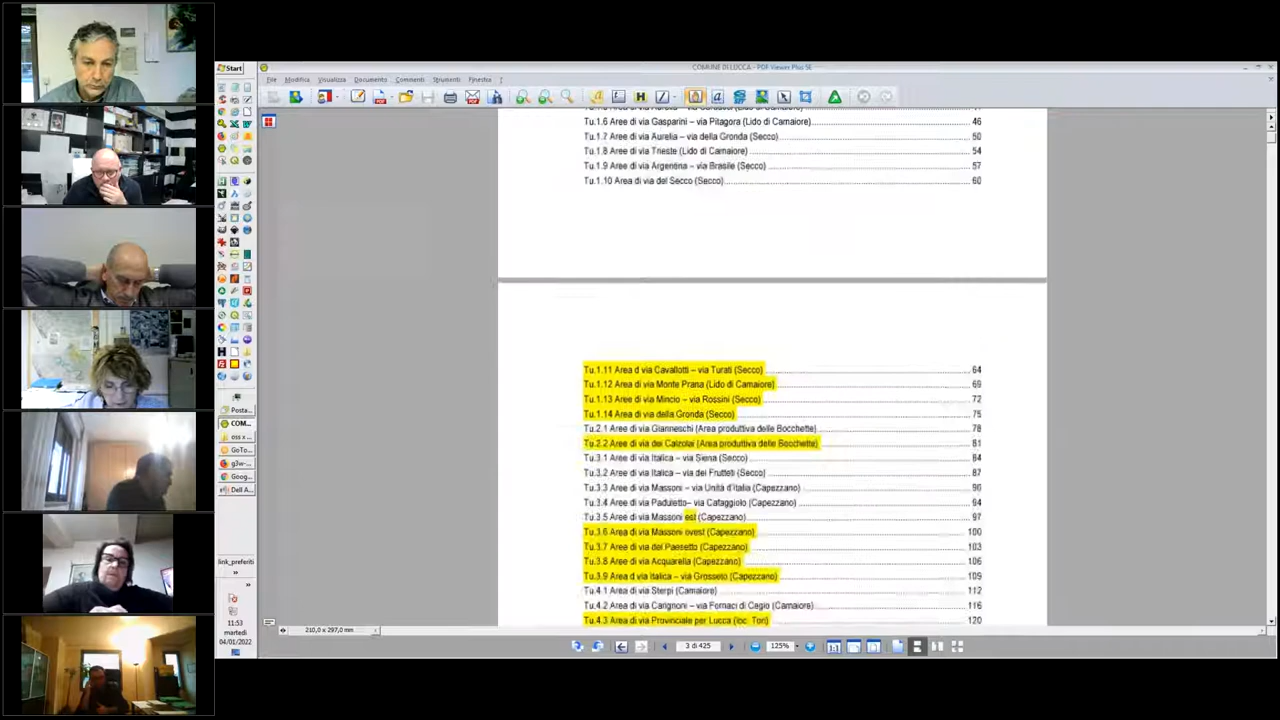 Start
COMUNE DI LUCCA - PDF Viewer Plus SE
File Modifica Visualizza Documento Commenti Strumenti Finestra ?
Tu.1.6 Aree di via Gasparini – via Pitagora (Lido di Camaiore) 46
Tu.1.7 Aree di via Aurelia – via della Gronda (Secco) 50
Tu.1.8 Aree di via Trieste (Lido di Camaiore) 54
Tu.1.9 Aree di via Argentina – via Brasile (Secco) 57
Tu.1.10 Area di via del Secco (Secco) 60
Tu.1.11 Area d via Cavallotti – via Turati (Secco) 64
Tu.1.12 Area di via Monte Prana (Lido di Camaiore) 69
Tu.1.13 Area di via Mincio – via Rossini (Secco) 72
Tu.1.14 Area di via della Gronda (Secco) 75
Tu.2.1 Aree di via Gianneschi (Area produttiva delle Bocchette) 78
Tu.2.2 Aree di via dei Calzolai (Area produttiva delle Bocchette) 81
Tu.3.1 Aree di via Italica – via Siena (Secco) 84
Tu.3.2 Aree di via Italica – via dei Frutteti (Secco) 87
Tu.3.3 Aree di via Massoni – via Unità d'Italia (Capezzano) 90
Tu.3.4 Aree di via Paduletto– via Cataggiolo (Capezzano) 94
Tu.3.5 Aree di via Massoni est (Capezzano) 97
Tu.3.6 Area di via Massoni ovest (Capezzano) 100
Tu.3.7 Area di via del Paesetto (Capezzano) 103
Tu.3.8 Area di via Acquarella (Capezzano) 106
Tu.3.9 Area d via Italica – via Grosseto (Capezzano) 109
Tu.4.1 Area di via Sterpi (Camaiore) 112
Tu.4.2 Area di via Carignoni – via Fornaci di Cegio (Camaiore) 116
Tu.4.3 Area di via Provinciale per Lucca (loc. Tori) 120
Posta...
COM...
oss x ...
GoTo...
g3w-...
Goog...
Dell A...
link_preferiti
»
»
11:53
martedì
04/01/2022
210,0 x 297,0 mm
3 di 425
125%